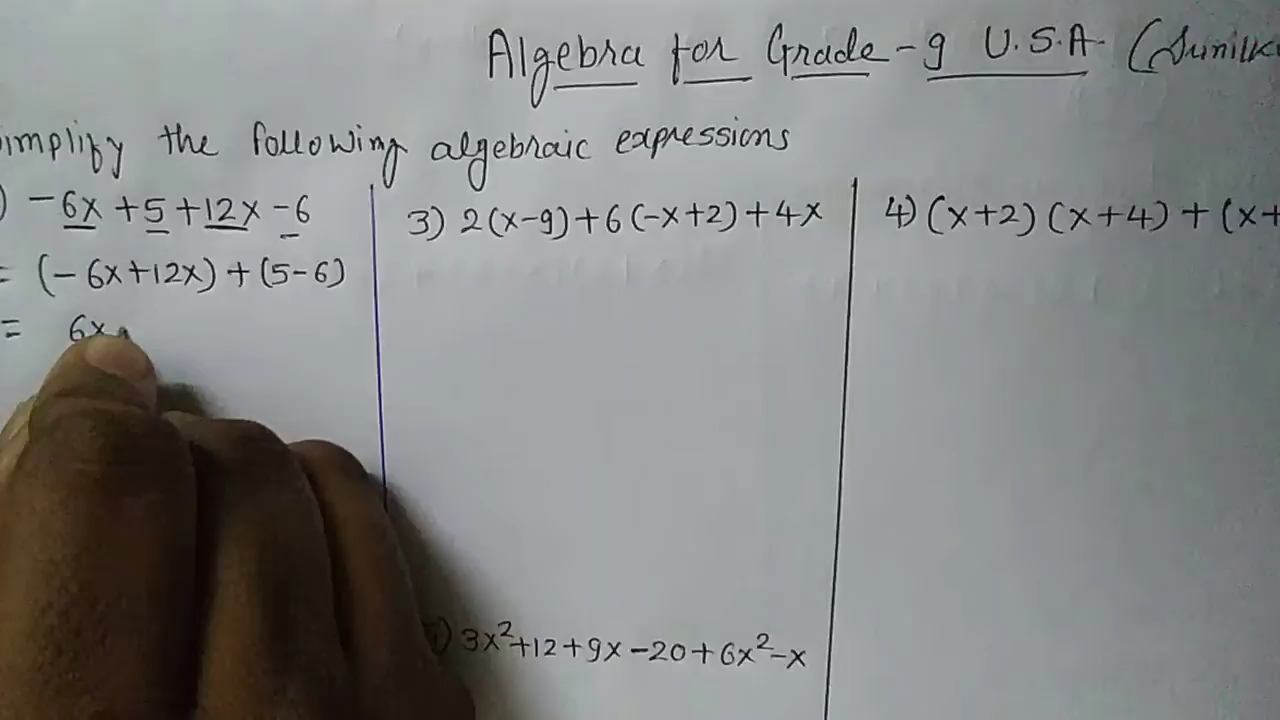 Algebra for Grade-9 U.S.A. (Sunilk
implify the following algebraic expressions
) -6x +5 +12x -6
= (-6x+12x) + (5-6)
= 6x
3) 2(x-9)+6(-x+2)+4x
3x²+12+9x-20+6x²-x
4) (x+2) (x+4) + (x+